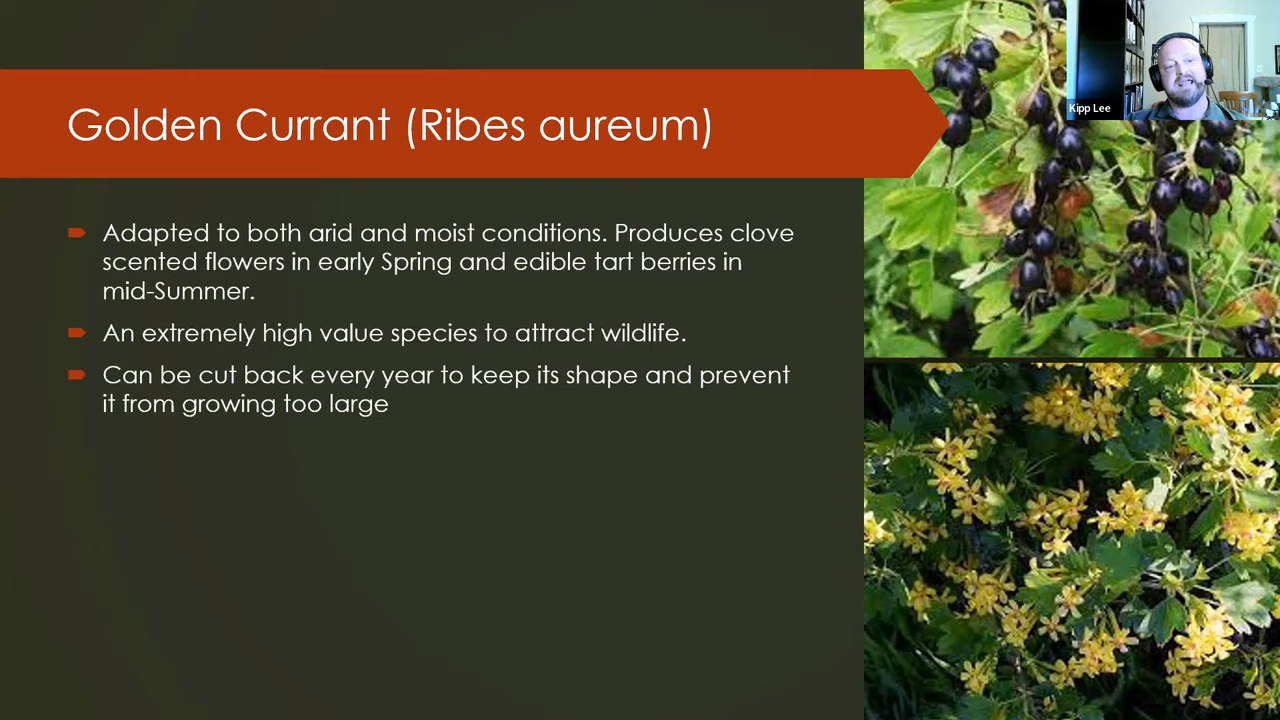 Golden Currant (Ribes aureum)
Kipp Lee
Adapted to both arid and moist conditions. Produces clove
scented flowers in early Spring and edible tart berries in
mid-Summer.
An extremely high value species to attract wildlife.
Can be cut back every year to keep its shape and prevent
it from growing too large